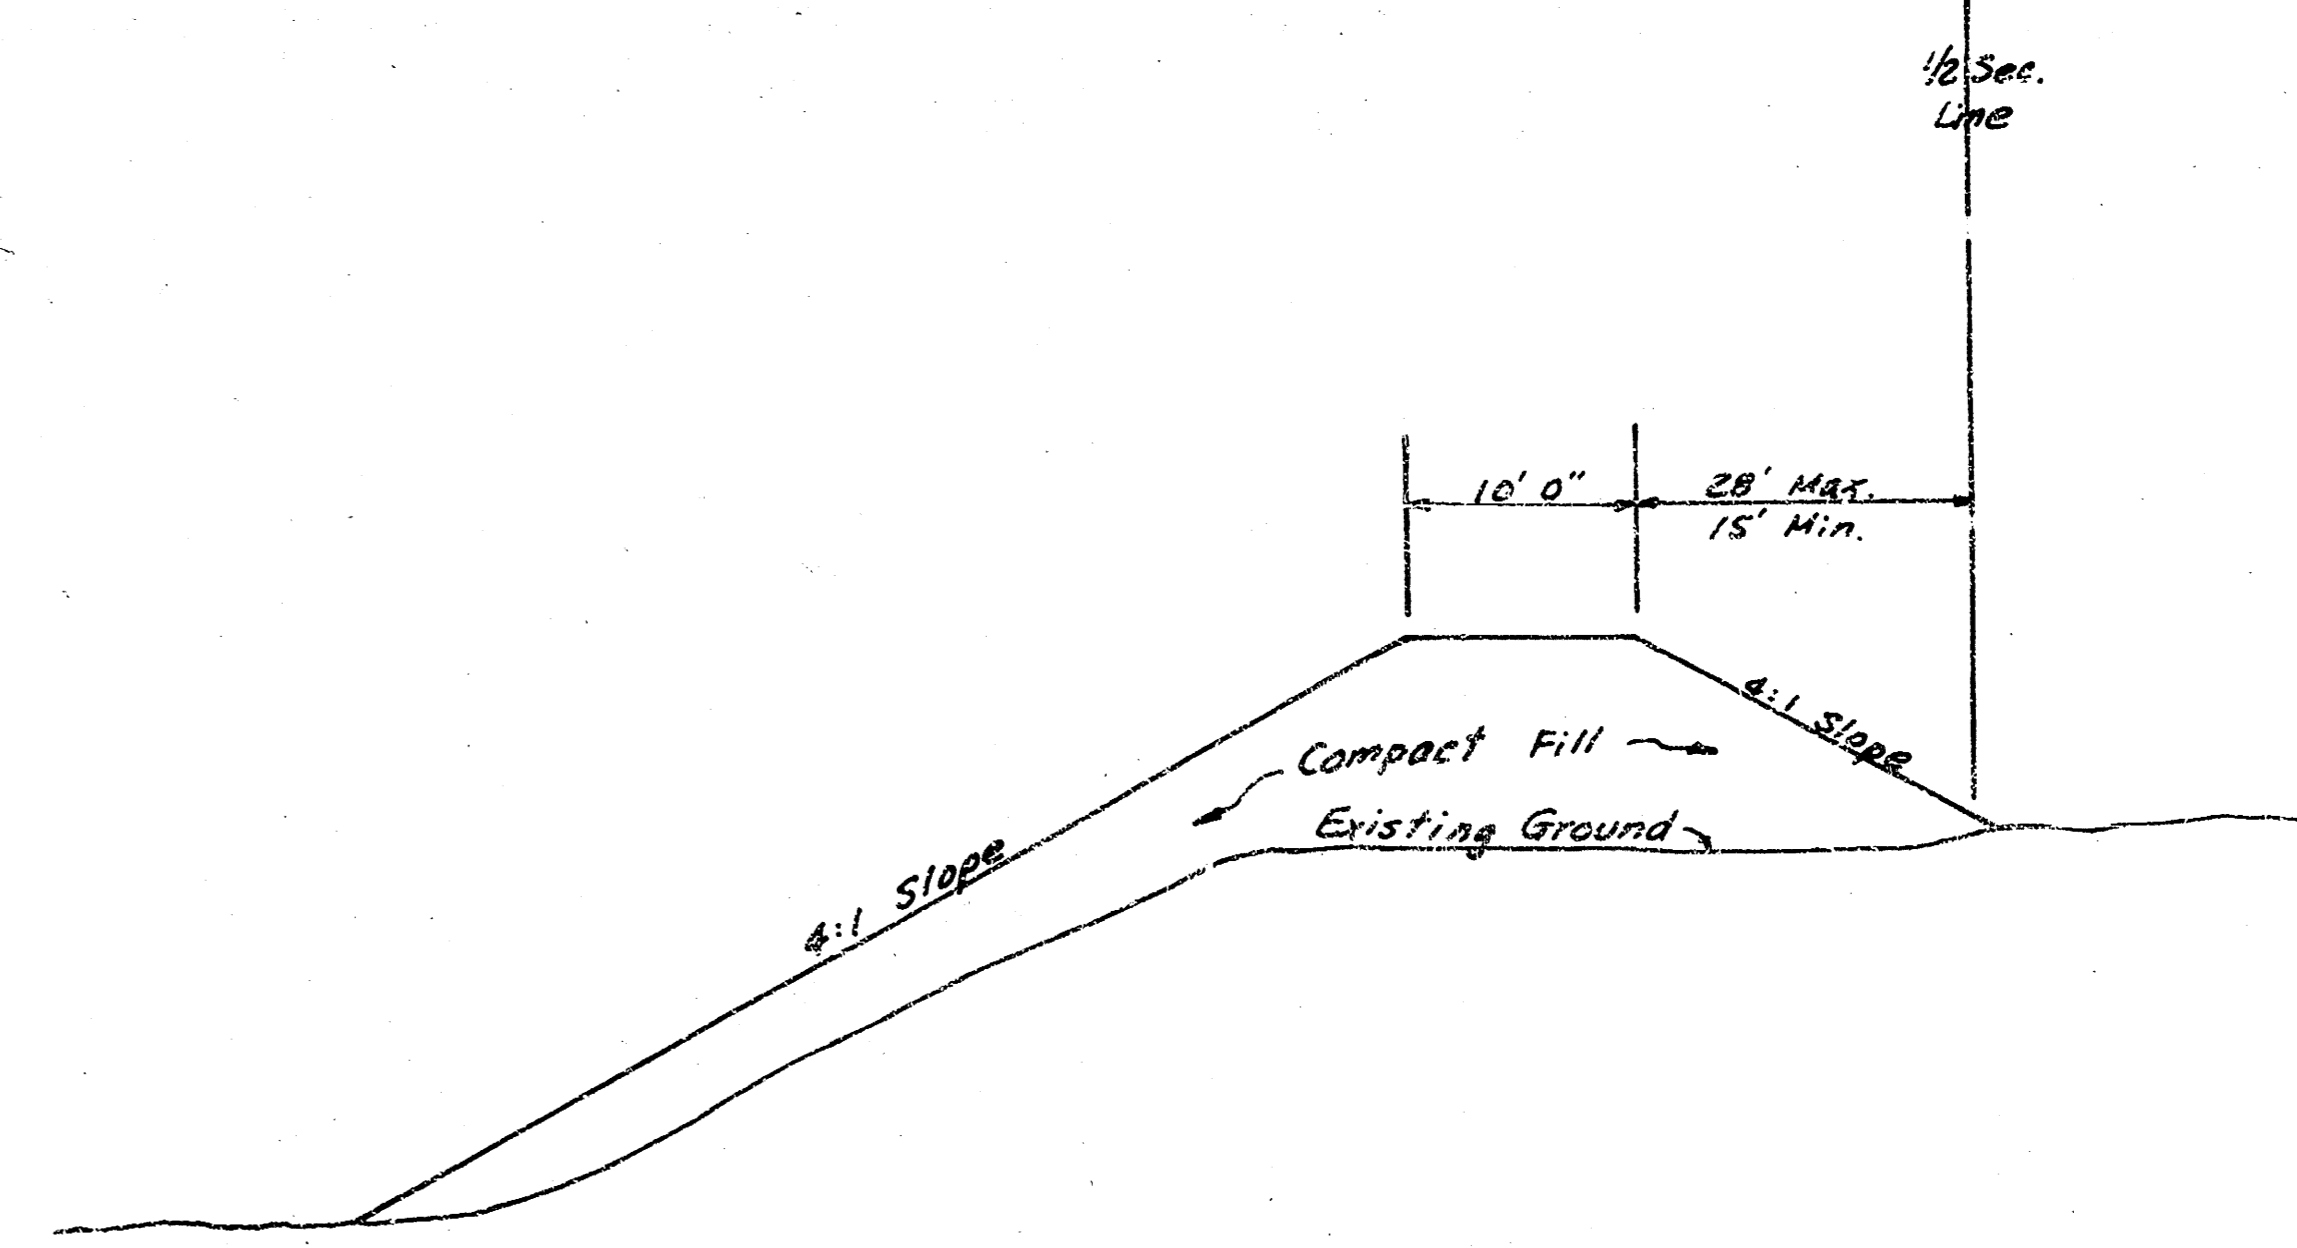 1/2 Sec.
Line
10' 0"
28' Max.
15' Min.
4:1 Slope
Compact Fill
Existing Ground
4:1 Slope